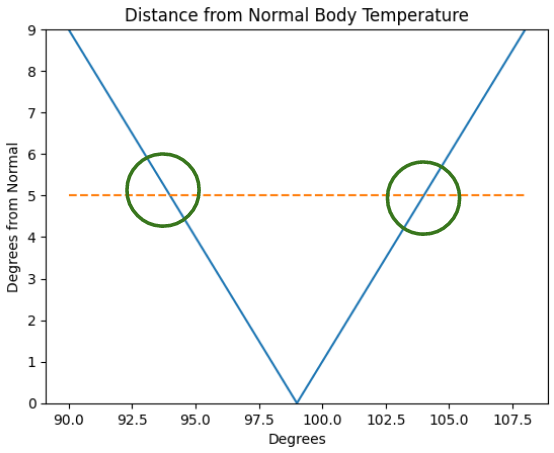 Distance from Normal Body Temperature
9
8
7
6
5
4
3
2
1
0
Degrees from Normal
90.0 92.5 95.0 97.5 100.0 102.5 105.0 107.5
Degrees